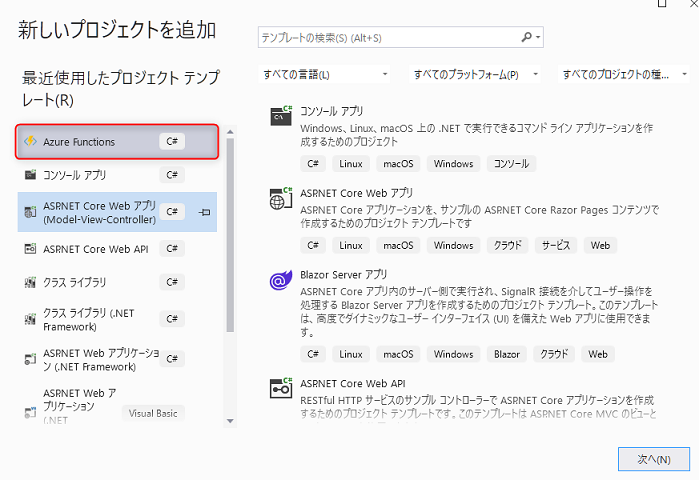 新しいプロジェクトを追加
最近使用したプロジェクト テンプ
レート(R)
Azure Functions C#
コンソール アプリ C#
ASP.NET Core Web アプリ
(Model-View-Controller) C#
ASP.NET Core Web API C#
クラス ライブラリ C#
クラス ライブラリ (.NET
Framework) C#
ASP.NET Web アプリケーショ
ン (.NET Framework) C#
ASP.NET Web ア
プリケーション
(.NET Visual Basic
テンプレートの検索(S) (Alt+S)
すべての言語(L) すべてのプラットフォーム(P) すべてのプロジェクトの種...
コンソール アプリ
Windows、Linux、macOS 上の .NET で実行できるコマンド ライン アプリケーションを作
成するためのプロジェクト
C# Linux macOS Windows コンソール
ASP.NET Core Web アプリ
ASP.NET Core アプリケーションを、サンプルの ASP.NET Core Razor Pages コンテンツで
作成するためのプロジェクト テンプレートです
C# Linux macOS Windows クラウド サービス Web
Blazor Server アプリ
ASP.NET Core アプリ内のサーバー側で実行され、SignalR 接続を介してユーザー操作を
処理する Blazor Server アプリを作成するためのプロジェクト テンプレート。このテンプレート
は、高度でダイナミックなユーザー インターフェイス (UI) を備えた Web アプリに使用できま
す。
C# Linux macOS Windows Blazor クラウド Web
ASP.NET Core Web API
RESTful HTTP サービスのサンプル コントローラーで ASP.NET Core アプリケーションを作成
するためのプロジェクト テンプレートです。このテンプレートは ASP.NET Core MVC のビューと
次へ(N)